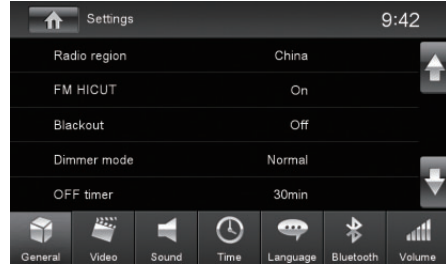 Settings 9:42
Radio region China
FM HICUT On
Blackout Off
Dimmer mode Normal
OFF timer 30min
General Video Sound Time Language Bluetooth Volume